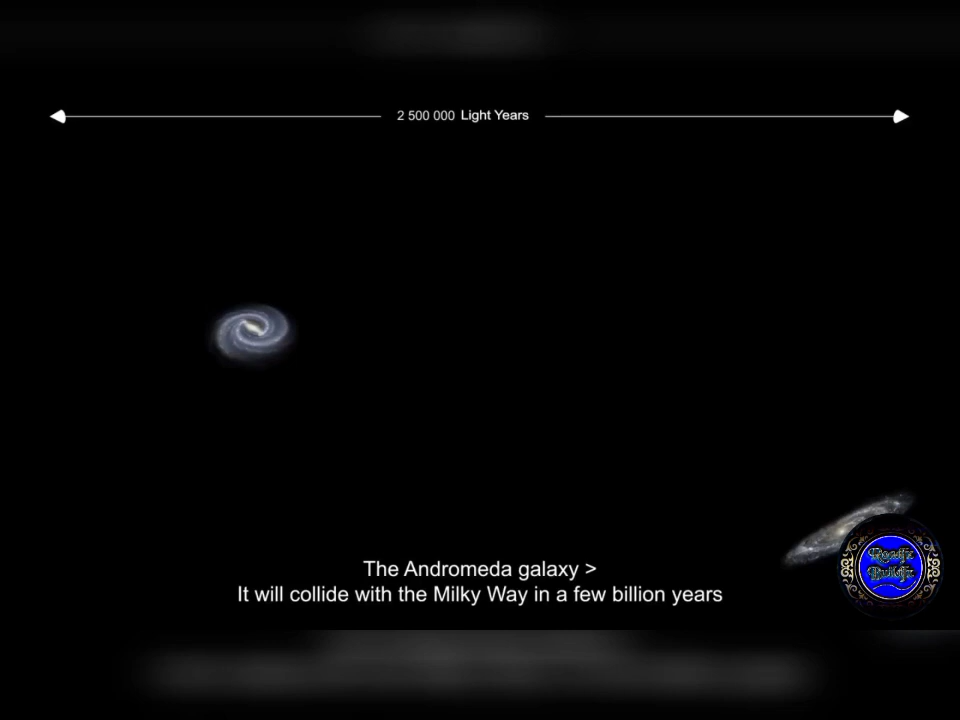 2 500 000 Light Years
The Andromeda galaxy >
It will collide with the Milky Way in a few billion years